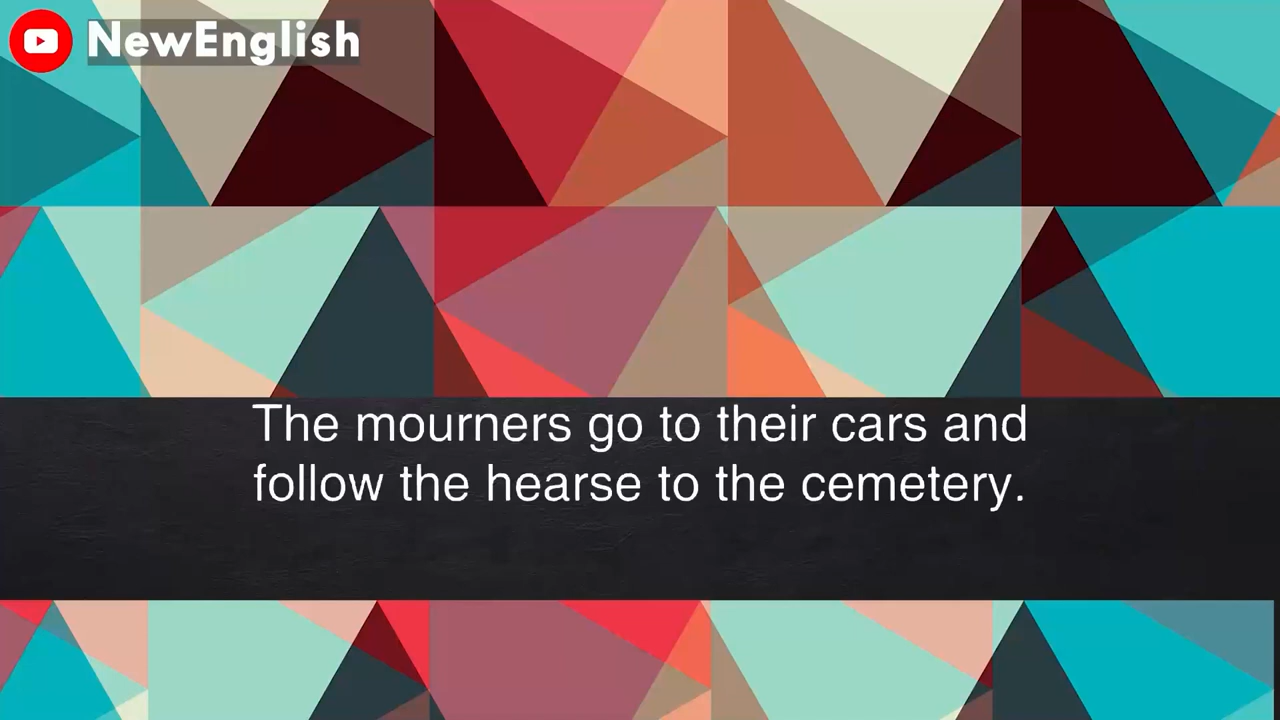 NewEnglish
The mourners go to their cars and
follow the hearse to the cemetery.